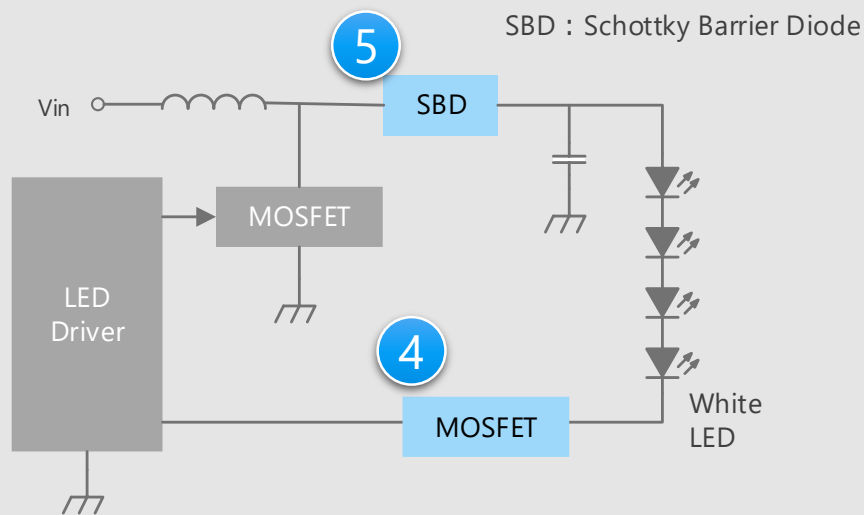 SBD : Schottky Barrier Diode
5
Vin
SBD
MOSFET
LED
Driver
4
MOSFET
White
LED